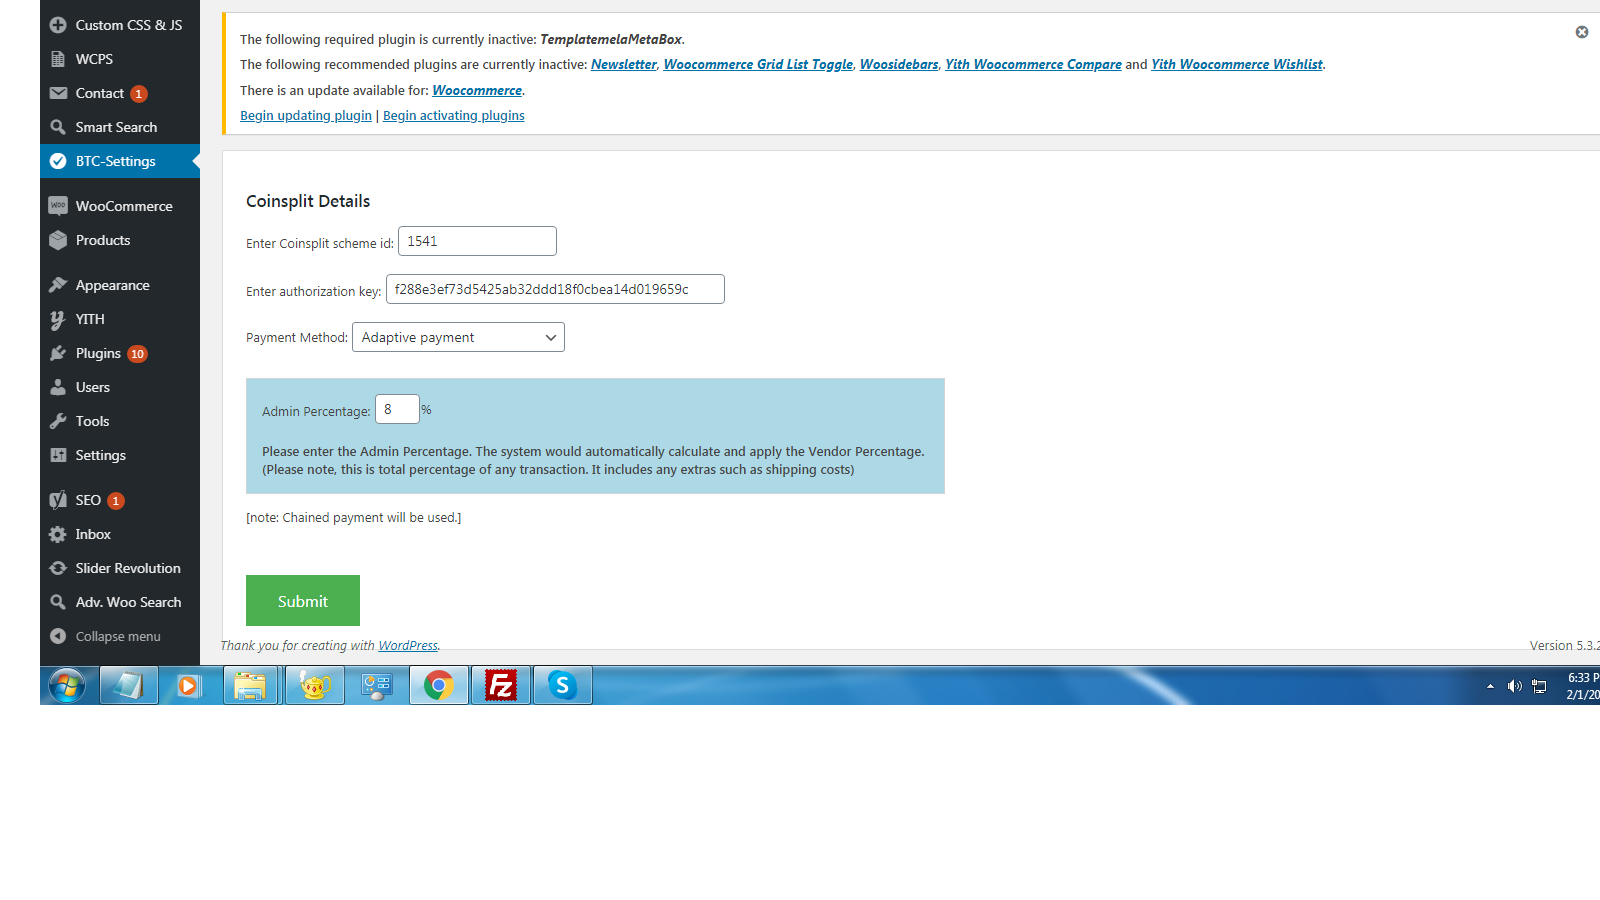 Custom CSS & JS
WCPS
Contact 1
Smart Search
BTC-Settings
WooCommerce
Products
Appearance
YITH
Plugins 10
Users
Tools
Settings
SEO 1
Inbox
Slider Revolution
Adv. Woo Search
Collapse menu
The following required plugin is currently inactive: TemplatemelaMetaBox.
The following recommended plugins are currently inactive: Newsletter, Woocommerce Grid List Toggle, Woosidebars, Yith Woocommerce Compare and Yith Woocommerce Wishlist.
There is an update available for: Woocommerce.
Begin updating plugin | Begin activating plugins
Coinsplit Details
Enter Coinsplit scheme id: 1541
Enter authorization key: f288e3ef73d5425ab32ddd18f0cbea14d019659c
Payment Method: Adaptive payment
Admin Percentage: 8 %
Please enter the Admin Percentage. The system would automatically calculate and apply the Vendor Percentage.
(Please note, this is total percentage of any transaction. It includes any extras such as shipping costs)
[note: Chained payment will be used.]
Submit
Thank you for creating with WordPress.
Version 5.3.2
6:33 P
2/1/20